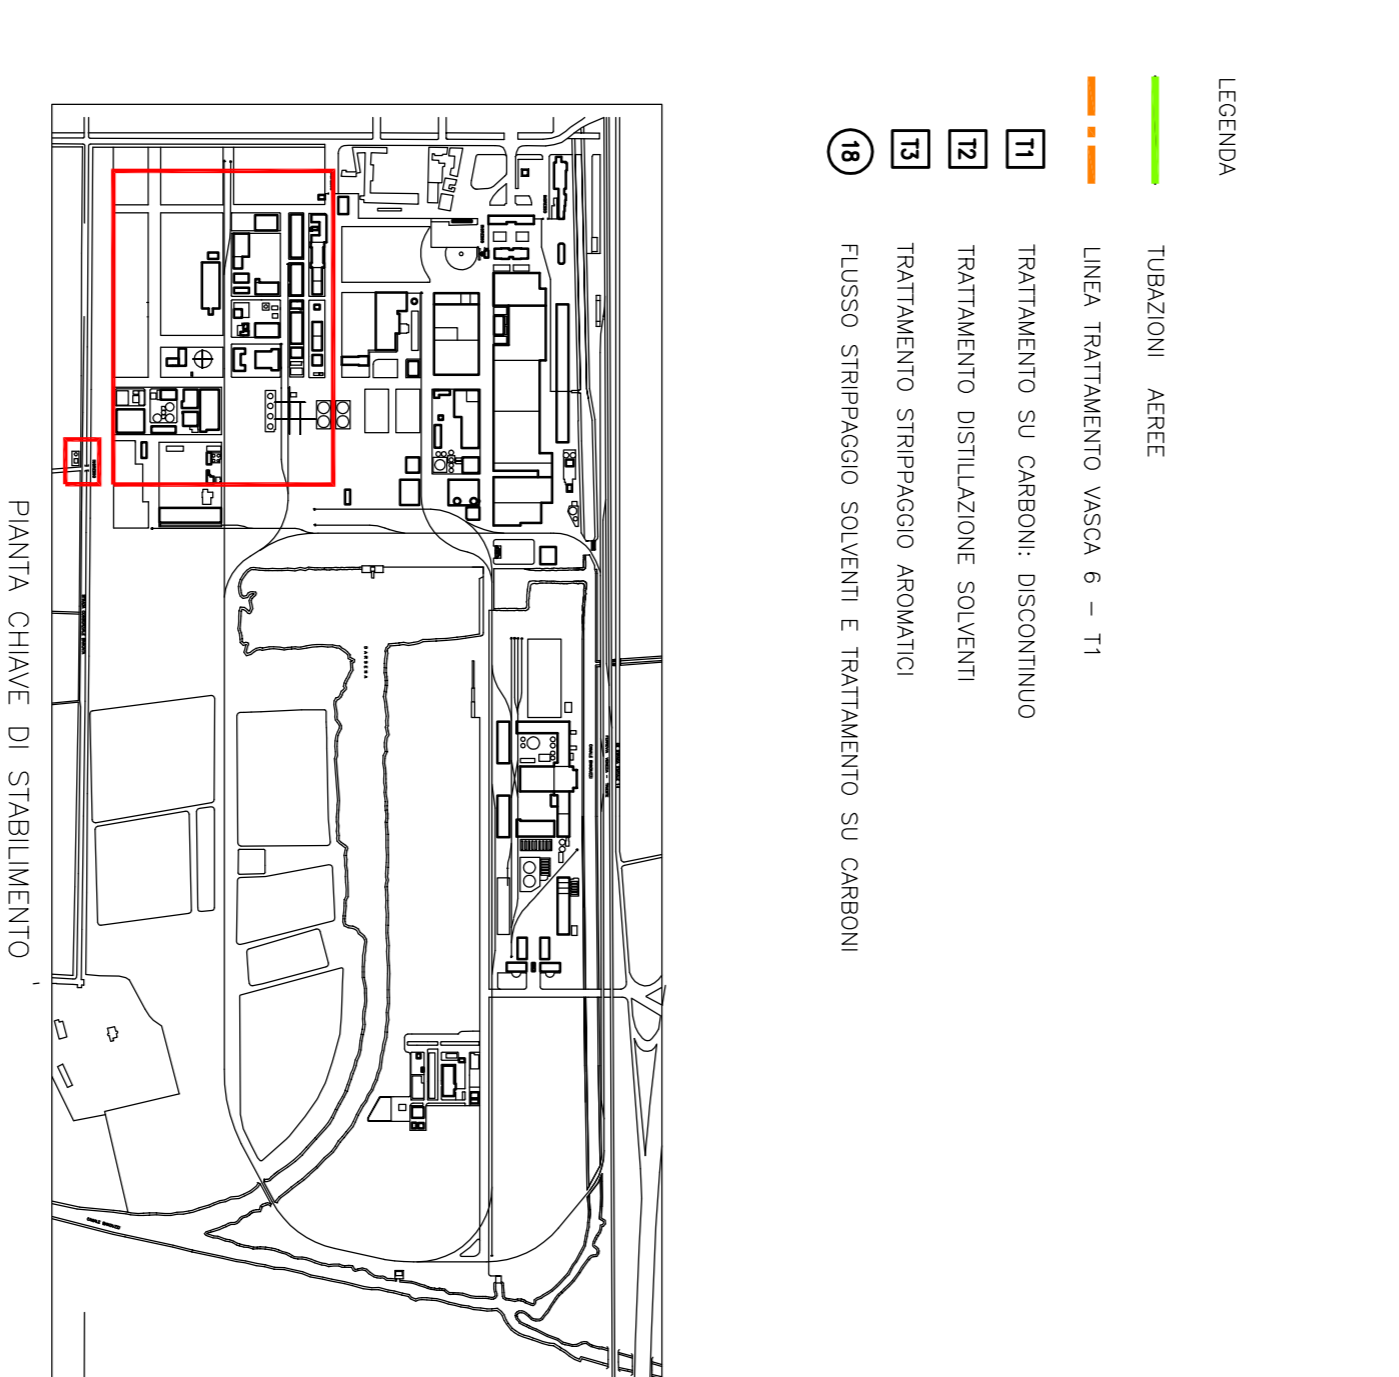 LEGENDA
TUBAZIONI AEREE
LINEA TRATTAMENTO VASCA 6 – T1
T1 TRATTAMENTO SU CARBONI: DISCONTINUO
T2 TRATTAMENTO DISTILLAZIONE SOLVENTI
T3 TRATTAMENTO STRIPPAGGIO AROMATICI
18 FLUSSO STRIPPAGGIO SOLVENTI E TRATTAMENTO SU CARBONI
DARSENA
PIANTA CHIAVE DI STABILIMENTO